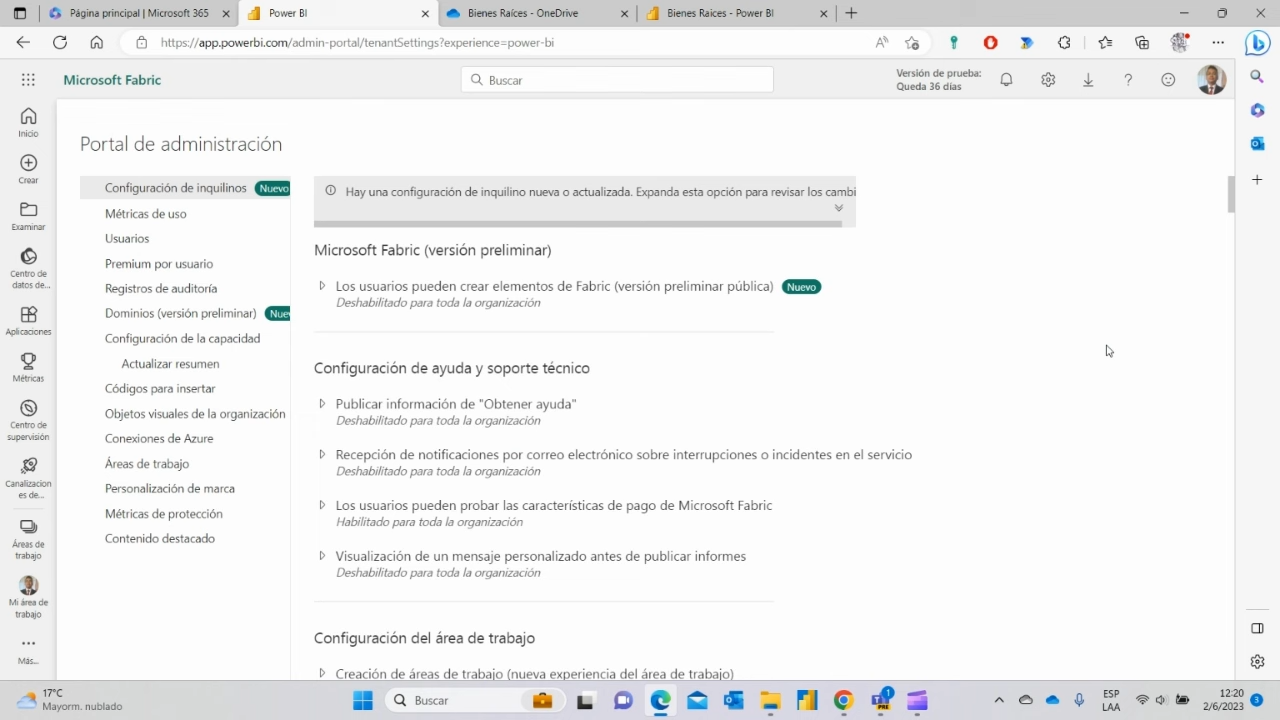 Página principal | Microsoft 365
Power BI
Bienes Raíces - OneDrive
Bienes Raices - Power BI
https://app.powerbi.com/admin-portal/tenantSettings?experience=power-bi
Microsoft Fabric
Buscar
Versión de prueba:
Queda 36 días
Inicio
Crear
Examinar
Centro de
datos de...
Aplicaciones
Métricas
Centro de
supervisión
Canalizacion
es de...
Áreas de
trabajo
Mi área de
trabajo
Más...
Portal de administración
Configuración de inquilinos Nuevo
Métricas de uso
Usuarios
Premium por usuario
Registros de auditoría
Dominios (versión preliminar) Nuev
Configuración de la capacidad
Actualizar resumen
Códigos para insertar
Objetos visuales de la organización
Conexiones de Azure
Áreas de trabajo
Personalización de marca
Métricas de protección
Contenido destacado
Hay una configuración de inquilino nueva o actualizada. Expanda esta opción para revisar los cambi
Microsoft Fabric (versión preliminar)
Los usuarios pueden crear elementos de Fabric (versión preliminar pública) Nuevo
Deshabilitado para toda la organización
Configuración de ayuda y soporte técnico
Publicar información de "Obtener ayuda"
Deshabilitado para toda la organización
Recepción de notificaciones por correo electrónico sobre interrupciones o incidentes en el servicio
Deshabilitado para toda la organización
Los usuarios pueden probar las características de pago de Microsoft Fabric
Habilitado para toda la organización
Visualización de un mensaje personalizado antes de publicar informes
Deshabilitado para toda la organización
Configuración del área de trabajo
Creación de áreas de trabajo (nueva experiencia del área de trabajo)
17°C
Mayorm. nublado
Buscar
1
ESP
LAA
12:20
2/6/2023
3